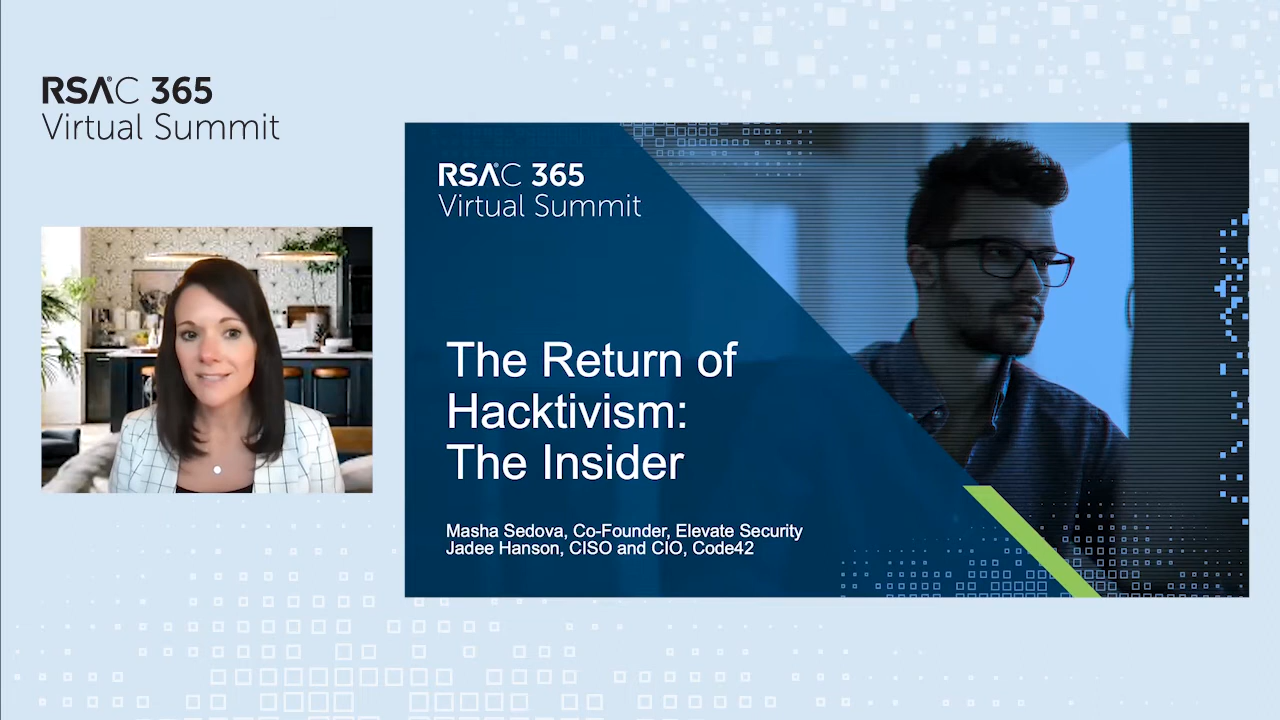 RSAC 365
Virtual Summit
RSAC 365
Virtual Summit
The Return of
Hacktivism:
The Insider
Masha Sedova, Co-Founder, Elevate Security
Jadee Hanson, CISO and CIO, Code42